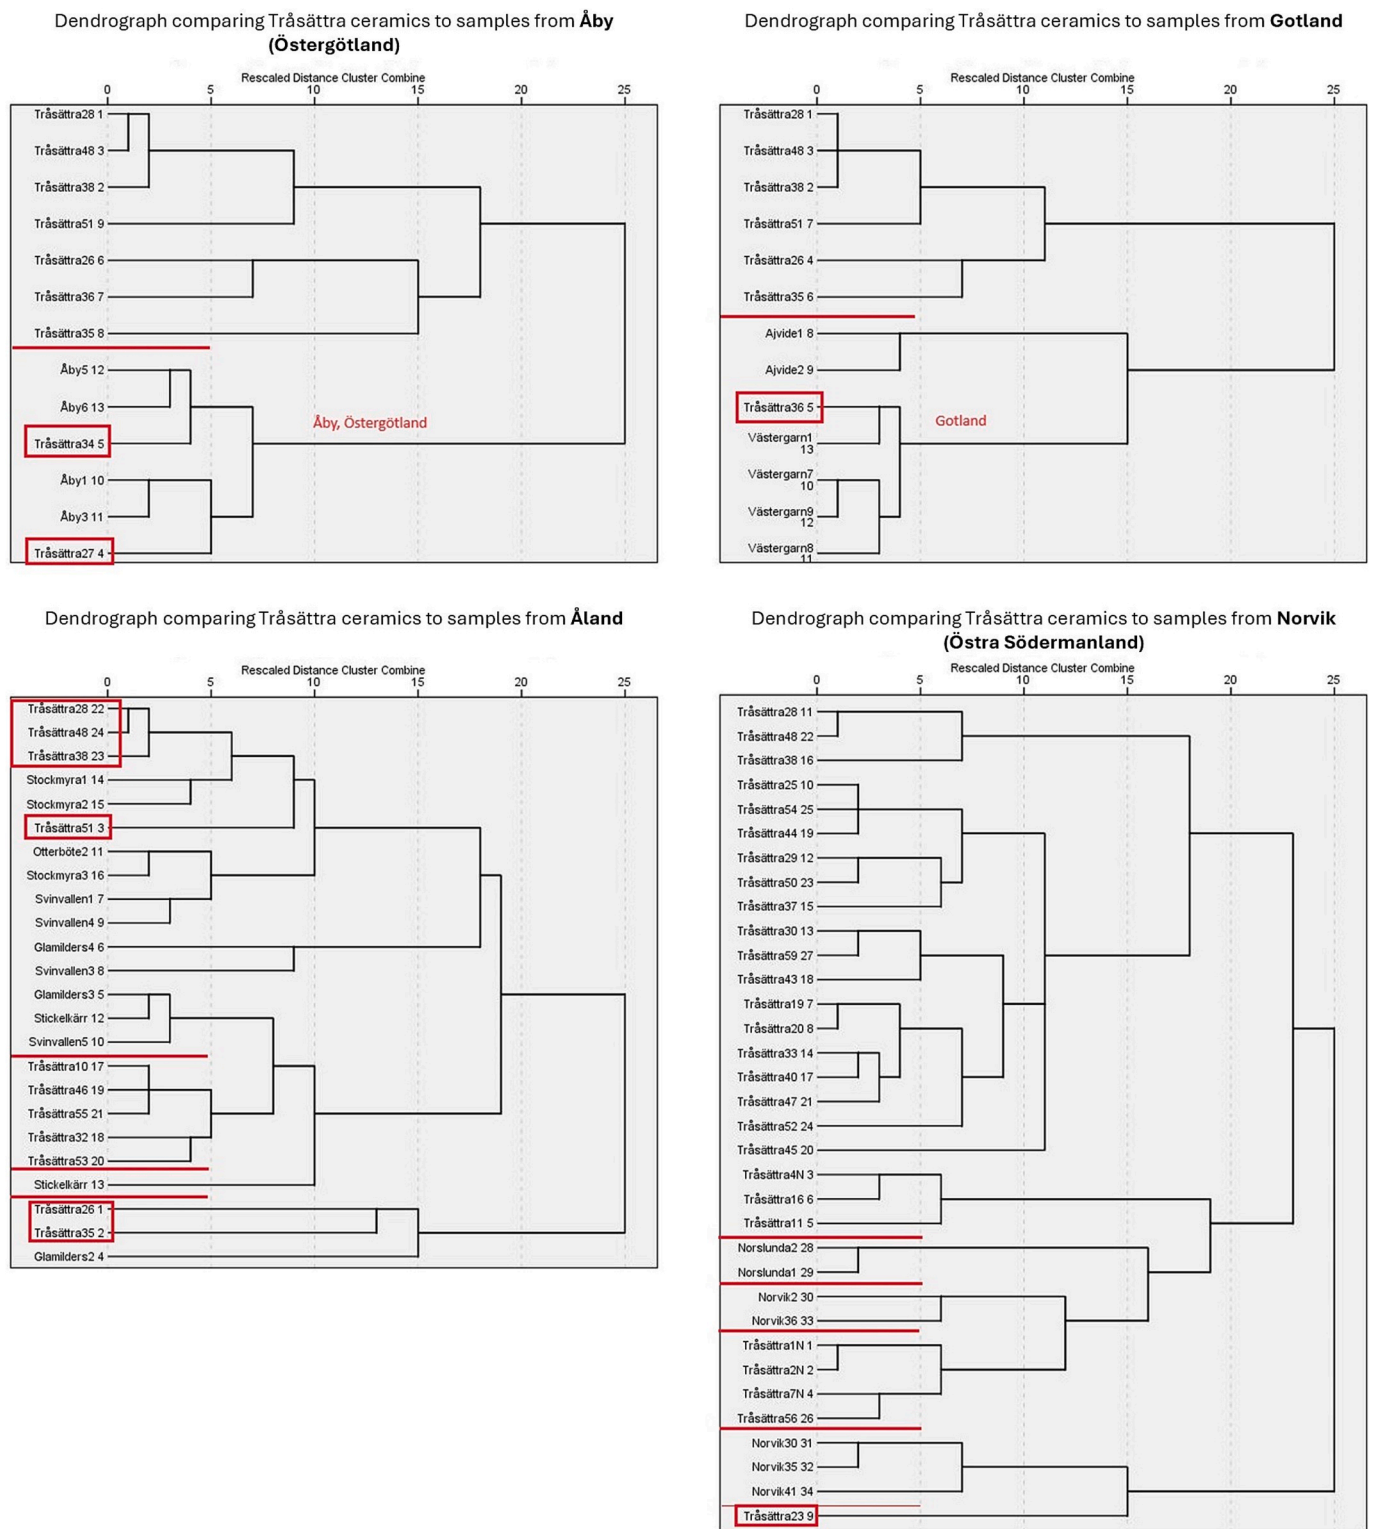 Dendrograph comparing Tråsättra ceramics to samples from Åby
(Östergötland)
Rescaled Distance Cluster Combine
0 5 10 15 20 25
Tråsättra28 1
Tråsättra48 3
Tråsättra38 2
Tråsättra51 9
Tråsättra26 6
Tråsättra36 7
Tråsättra35 8
Åby5 12
Åby6 13
Åby, Östergötland
Tråsättra34 5
Åby1 10
Åby3 11
Tråsättra27 4
Dendrograph comparing Tråsättra ceramics to samples from Gotland
Rescaled Distance Cluster Combine
0 5 10 15 20 25
Tråsättra28 1
Tråsättra48 3
Tråsättra38 2
Tråsättra51 7
Tråsättra26 4
Tråsättra35 6
Ajvide1 8
Ajvide2 9
Tråsättra36 5
Gotland
Västergarn1
13
Västergarn7
10
Västergarn9
12
Västergarn8
11
Dendrograph comparing Tråsättra ceramics to samples from Åland
Rescaled Distance Cluster Combine
0 5 10 15 20 25
Tråsättra28 22
Tråsättra48 24
Tråsättra38 23
Stockmyra1 14
Stockmyra2 15
Tråsättra51 3
Otterböte2 11
Stockmyra3 16
Svinvallen1 7
Svinvallen4 9
Glamilders4 6
Svinvallen3 8
Glamilders3 5
Stickelkärr 12
Svinvallen5 10
Tråsättra10 17
Tråsättra46 19
Tråsättra55 21
Tråsättra32 18
Tråsättra53 20
Stickelkärr 13
Tråsättra26 1
Tråsättra35 2
Glamilders2 4
Dendrograph comparing Tråsättra ceramics to samples from Norvik
(Östra Södermanland)
Rescaled Distance Cluster Combine
0 5 10 15 20 25
Tråsättra28 11
Tråsättra48 22
Tråsättra38 16
Tråsättra25 10
Tråsättra54 25
Tråsättra44 19
Tråsättra29 12
Tråsättra50 23
Tråsättra37 15
Tråsättra30 13
Tråsättra59 27
Tråsättra43 18
Tråsättra19 7
Tråsättra20 8
Tråsättra33 14
Tråsättra40 17
Tråsättra47 21
Tråsättra52 24
Tråsättra45 20
Tråsättra4N 3
Tråsättra16 6
Tråsättra11 5
Norslunda2 28
Norslunda1 29
Norvik2 30
Norvik36 33
Tråsättra1N 1
Tråsättra2N 2
Tråsättra7N 4
Tråsättra56 26
Norvik30 31
Norvik35 32
Norvik41 34
Tråsättra23 9